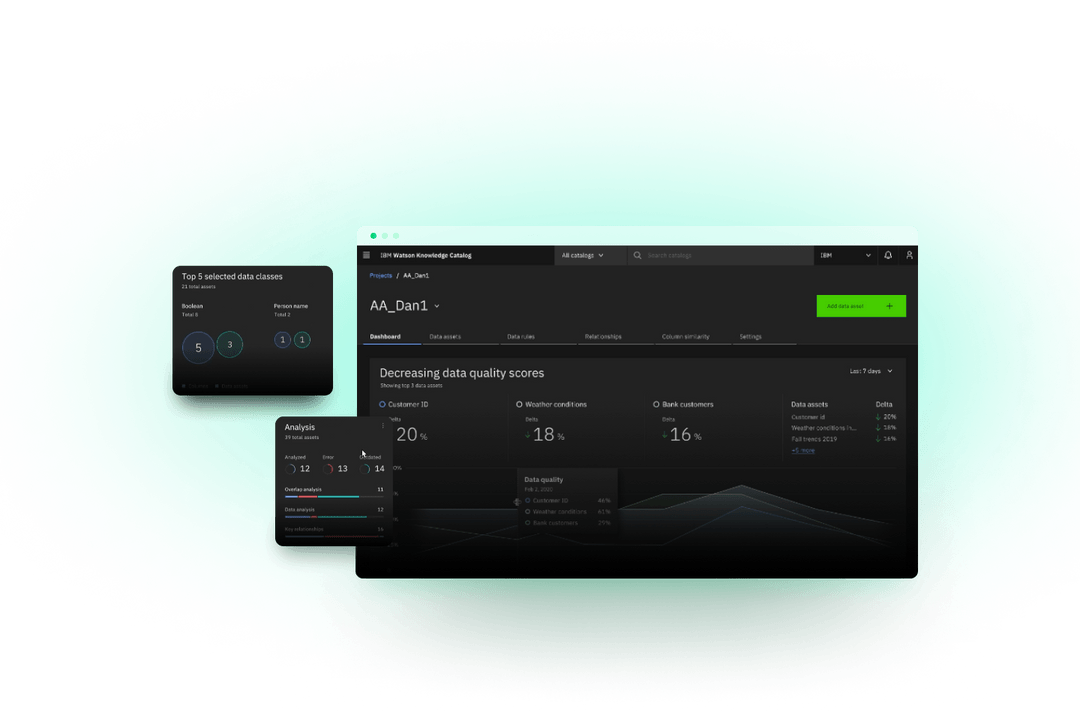 IBM Watson Knowledge Catalog
All catalogs
Search catalogs
IBM
Projects / AA_Dan1
AA_Dan1
Add data asset +
Dashboard
Data assets
Data rules
Relationships
Column similarity
Settings
Decreasing data quality scores
Showing top 3 data assets
Last 7 days
Customer ID
Delta
20 %
Weather conditions
Delta
18 %
Bank customers
Delta
16 %
Data assets Delta
Customer id 20%
Weather conditions in... 18%
Fall trends 2019 16%
+5 more
Data quality
Feb 2, 2020
Customer ID 46%
Weather conditions 61%
Bank customers 29%
Top 5 selected data classes
21 total assets
Boolean
Total 8
5 3
Person name
Total 2
1 1
Analysis
39 total assets
Analyzed
12
Error
13
14
Overlap analysis 11
Data analysis 12
Key relationships 14